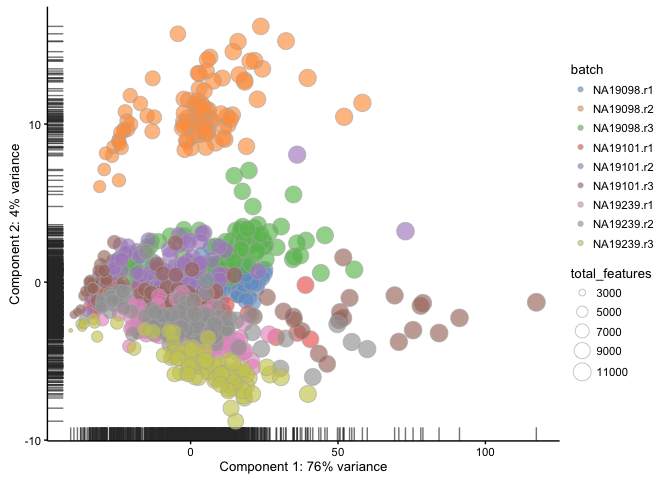 Component 2: 4% variance
10
0
-10
0
50
100
Component 1: 76% variance
batch
NA19098.r1
NA19098.r2
NA19098.r3
NA19101.r1
NA19101.r2
NA19101.r3
NA19239.r1
NA19239.r2
NA19239.r3
total_features
3000
5000
7000
9000
11000